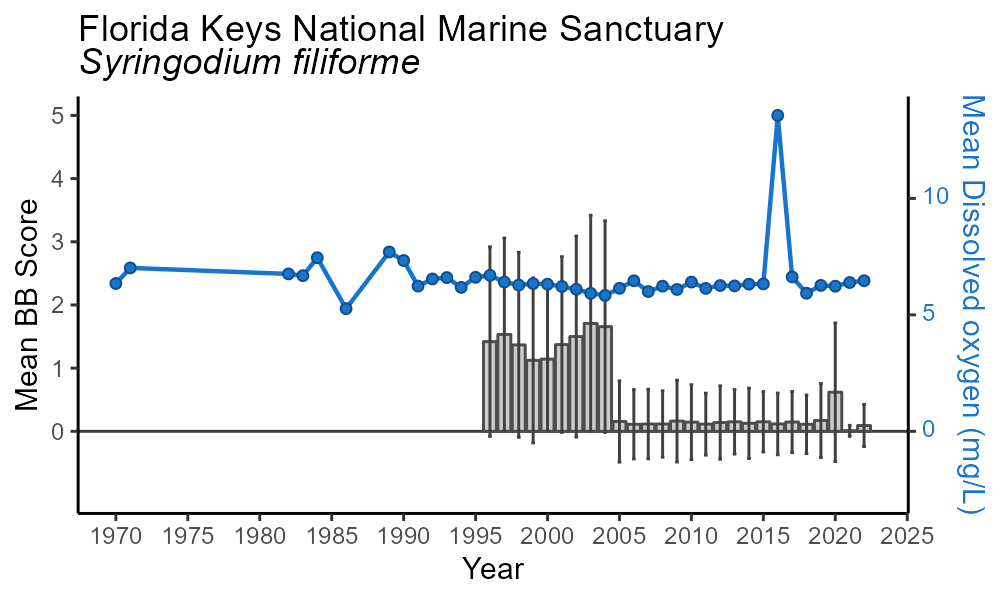 Florida Keys National Marine Sanctuary
Syringodium filiforme
Mean BB Score
5
4
3
2
1
0
Mean Dissolved oxygen (mg/L)
10
5
0
1970 1975 1980 1985 1990 1995 2000 2005 2010 2015 2020 2025
Year